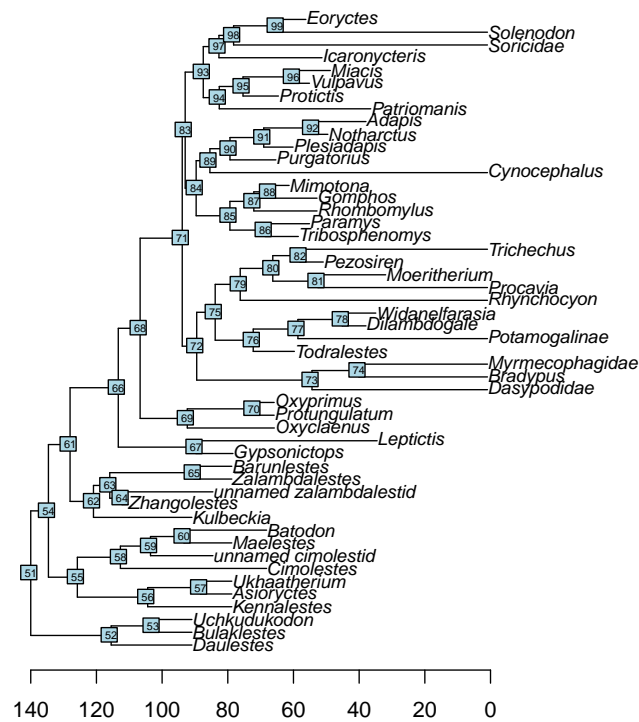 Eoryctes
99
98
Solenodon
97
Soricidae
Icaronycteris
93
Miacis
96
Vulpavus
95
Protictis
94
Patriomanis
Adapis
92
83
Notharctus
91
Plesiadapis
90
Purgatorius
89
Cynocephalus
84
Mimotona
88
Gomphos
87
Rhombomylus
85
Paramys
86
Tribosphenomys
71
Trichechus
82
Pezosiren
80
Moeritherium
81
79
Procavia
Rhynchocyon
75
Widanelfarasia
78
Dilambdogale
68
77
Potamogalinae
76
72
Todralestes
Myrmecophagidae
74
Bradypus
73
Dasypodidae
66
Oxyprimus
70
Protungulatum
69
Oxyclaenus
Leptictis
61
67
Gypsonictops
Barunlestes
65
Zalambdalestes
63
unnamed zalambdalestid
64
62
Zhangolestes
54
Kulbeckia
Batodon
60
Maelestes
59
unnamed cimolestid
58
Cimolestes
51
55
Ukhaatherium
57
Asioryctes
56
Kennalestes
Uchkudukodon
53
Bulaklestes
52
Daulestes
140 120 100 80 60 40 20 0